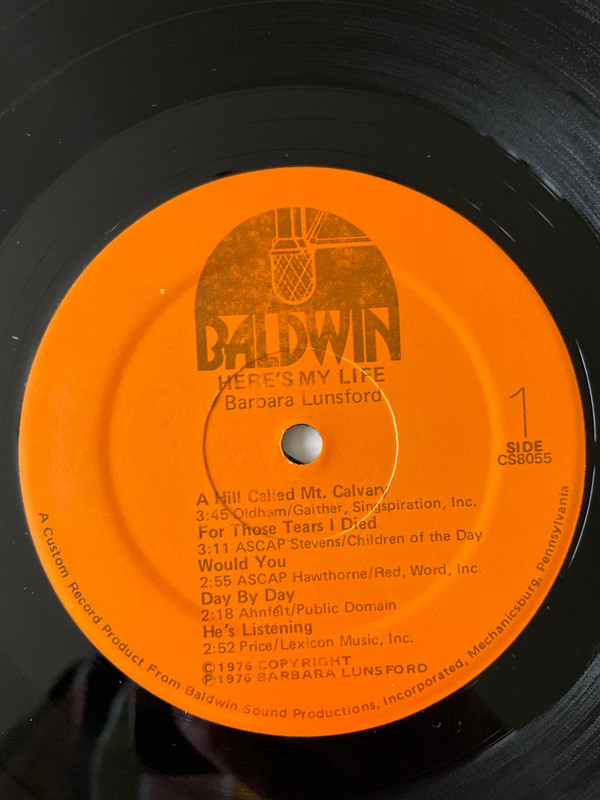 BALDWIN
HERE'S MY LIFE
Barbara Lunsford
1
SIDE
CS8055
A Hill Called Mt. Calvary
3:45 Oldham/Gaither, Singspiration, Inc.
For Those Tears I Died
3:11 ASCAP Stevens/Children of the Day
Would You
2:55 ASCAP Hawthorne/Red, Word, Inc.
Day By Day
2:18 Ahnfelt/Public Domain
He's Listening
2:52 Price/Lexicon Music, Inc.
©1976 COPYRIGHT
℗1976 BARBARA LUNSFORD
A Custom Record Product From Baldwin Sound Productions, Incorporated, Mechanicsburg, Pennsylvania